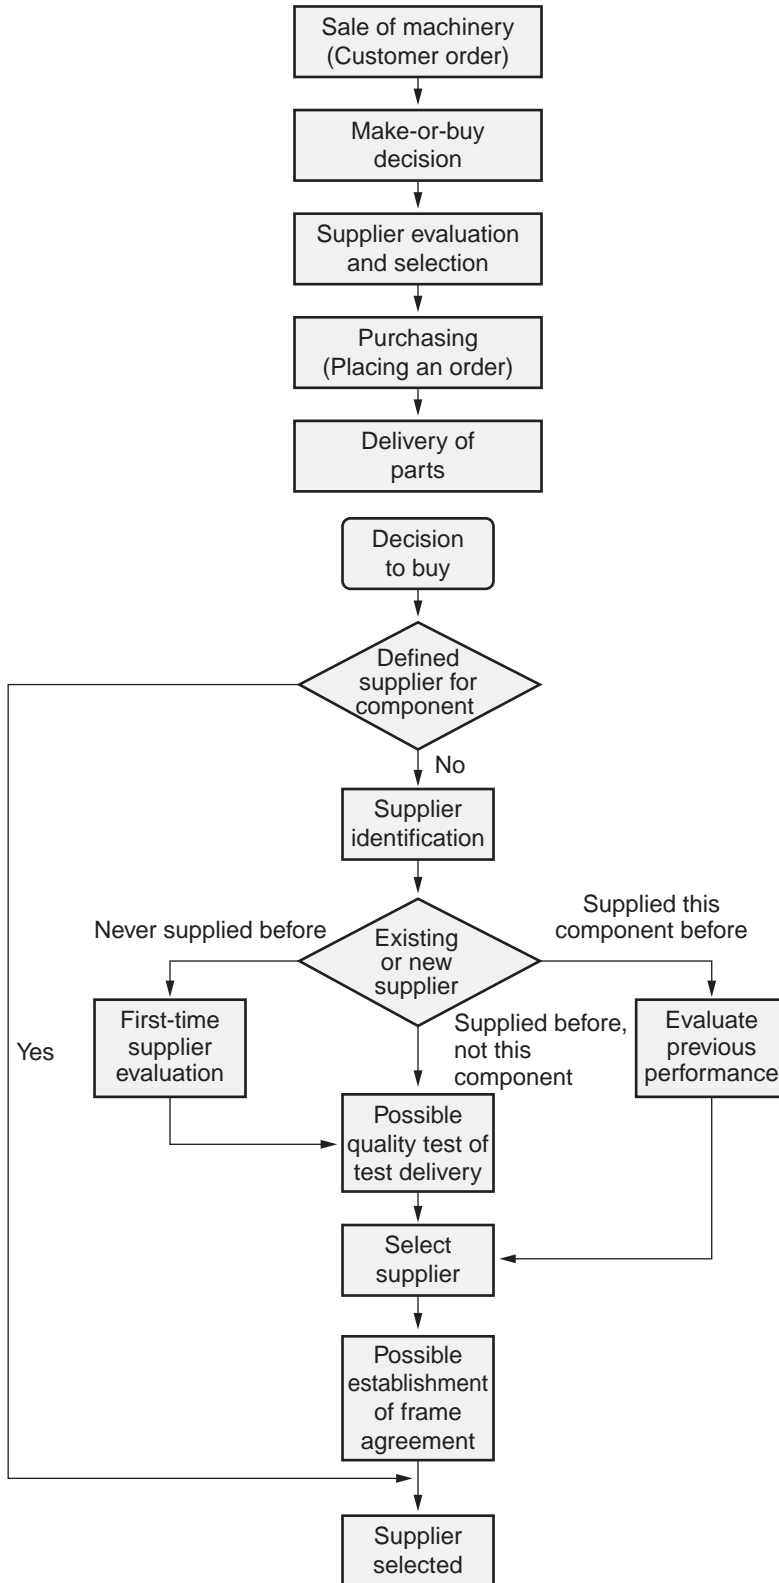 Sale of machinery
(Customer order)
Make-or-buy
decision
Supplier evaluation
and selection
Purchasing
(Placing an order)
Delivery of
parts
Decision
to buy
Defined
supplier for
component
No
Supplier
identification
Never supplied before
Existing
or new
supplier
Supplied this
component before
Yes
First-time
supplier
evaluation
Supplied before,
not this
component
Evaluate
previous
performance
Possible
quality test of
test delivery
Select
supplier
Possible
establishment
of frame
agreement
Supplier
selected